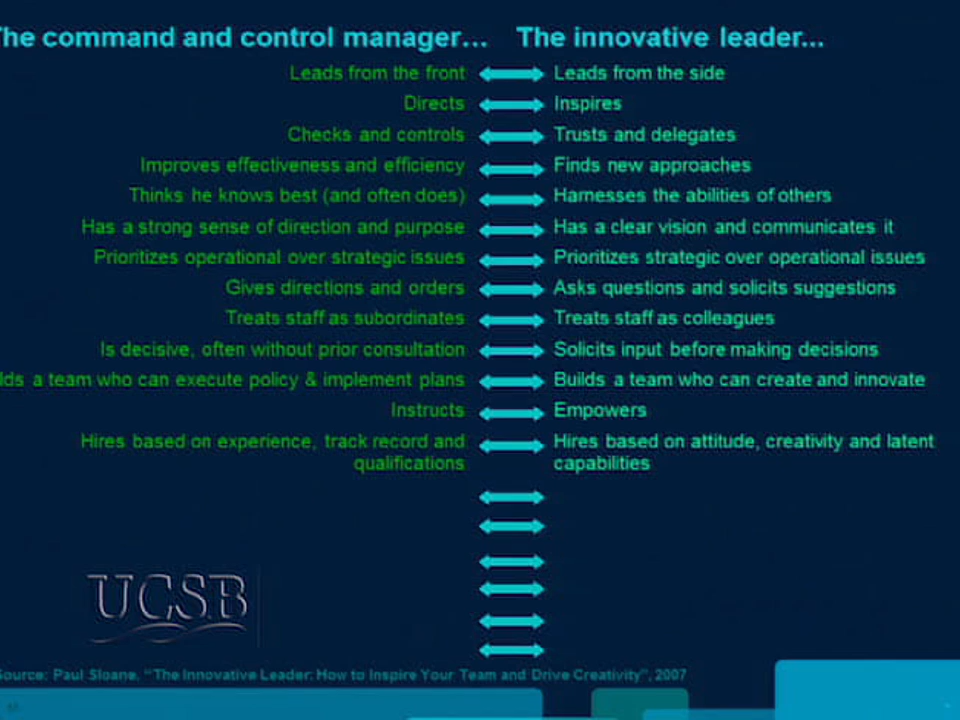 The command and control manager... The innovative leader...
Leads from the front Leads from the side
Directs Inspires
Checks and controls Trusts and delegates
Improves effectiveness and efficiency Finds new approaches
Thinks he knows best (and often does) Harnesses the abilities of others
Has a strong sense of direction and purpose Has a clear vision and communicates it
Prioritizes operational over strategic issues Prioritizes strategic over operational issues
Gives directions and orders Asks questions and solicits suggestions
Treats staff as subordinates Treats staff as colleagues
Is decisive, often without prior consultation Solicits input before making decisions
lds a team who can execute policy & implement plans Builds a team who can create and innovate
Instructs Empowers
Hires based on experience, track record and Hires based on attitude, creativity and latent
qualifications capabilities
UCSB
Source: Paul Sloane, "The Innovative Leader: How to Inspire Your Team and Drive Creativity", 2007